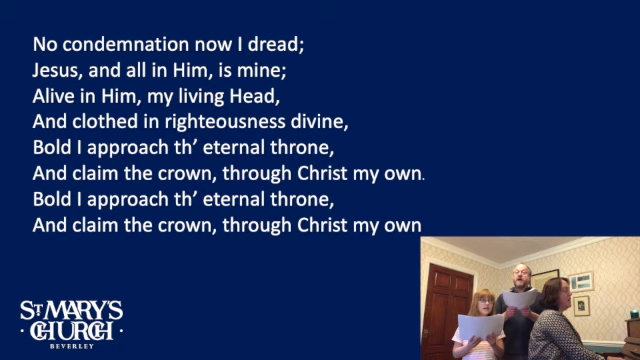 No condemnation now I dread;
Jesus, and all in Him, is mine;
Alive in Him, my living Head,
And clothed in righteousness divine,
Bold I approach th’ eternal throne,
And claim the crown, through Christ my own.
Bold I approach th’ eternal throne,
And claim the crown, through Christ my own
ST MARY'S
CHURCH
BEVERLEY